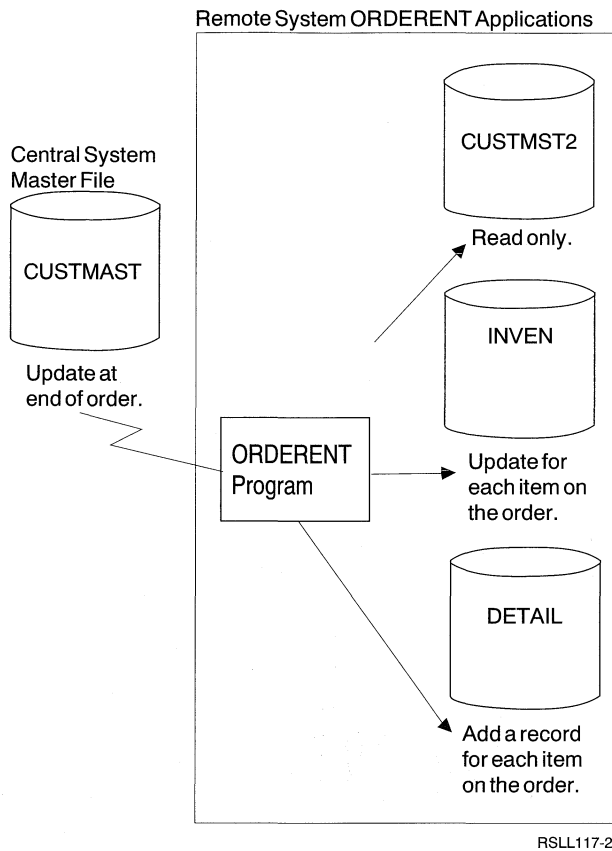 Remote System ORDERENT Applications
CUSTMST2
Read only.
Central System
Master File
CUSTMAST
Update at
end of order.
INVEN
Update for
each item on
the order.
ORDERENT
Program
DETAIL
Add a record
for each item
on the order.
RSLL117-2